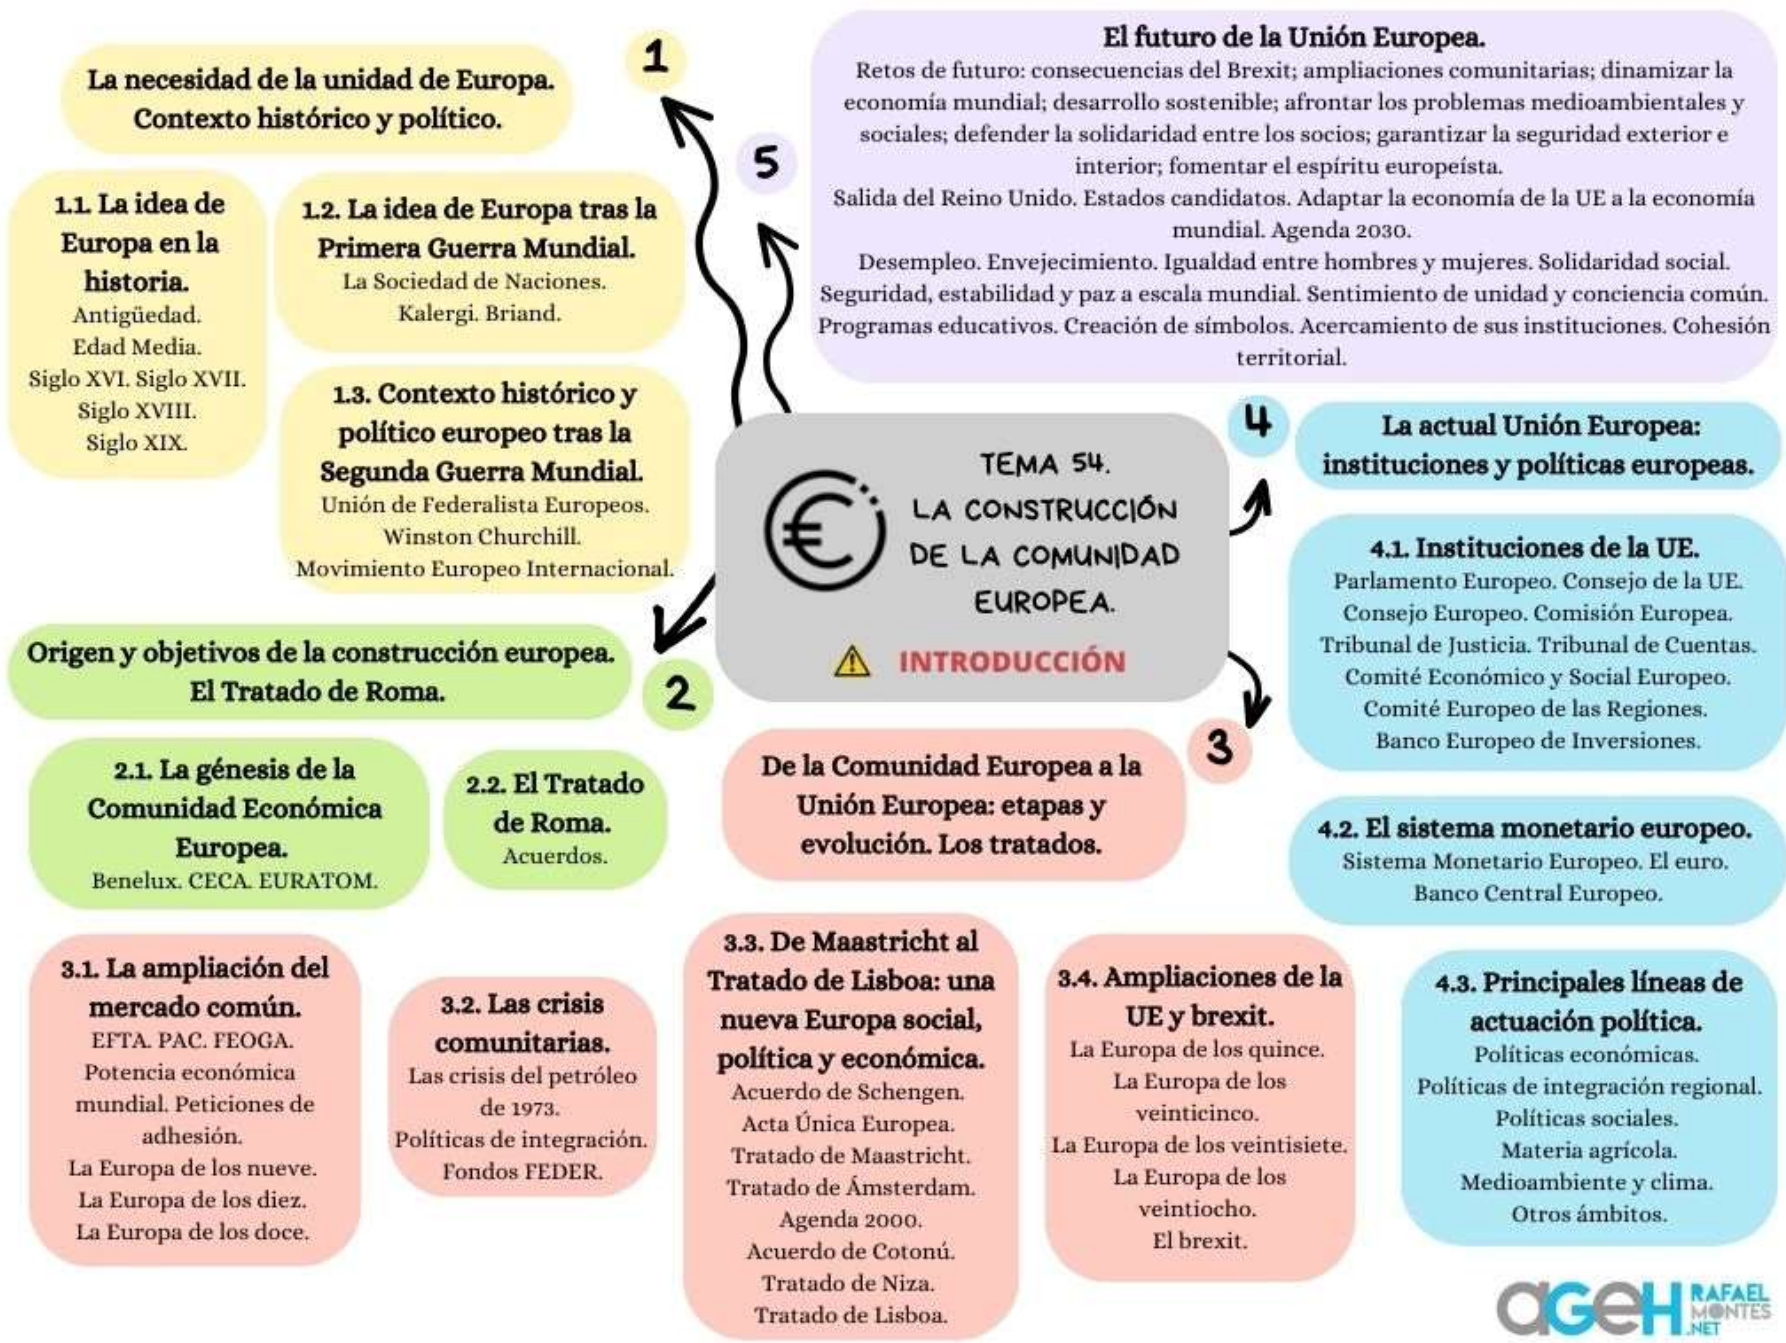 TEMA 54.
LA CONSTRUCCIÓN
DE LA COMUNIDAD
EUROPEA.
INTRODUCCIÓN
1
La necesidad de la unidad de Europa.
Contexto histórico y político.
1.1. La idea de
Europa en la
historia.
Antigüedad.
Edad Media.
Siglo XVI. Siglo XVII.
Siglo XVIII.
Siglo XIX.
1.2. La idea de Europa tras la
Primera Guerra Mundial.
La Sociedad de Naciones.
Kalergi. Briand.
1.3. Contexto histórico y
político europeo tras la
Segunda Guerra Mundial.
Unión de Federalista Europeos.
Winston Churchill.
Movimiento Europeo Internacional.
2
Origen y objetivos de la construcción europea.
El Tratado de Roma.
2.1. La génesis de la
Comunidad Económica
Europea.
Benelux. CECA. EURATOM.
2.2. El Tratado
de Roma.
Acuerdos.
3
De la Comunidad Europea a la
Unión Europea: etapas y
evolución. Los tratados.
3.1. La ampliación del
mercado común.
EFTA. PAC. FEOGA.
Potencia económica
mundial. Peticiones de
adhesión.
La Europa de los nueve.
La Europa de los diez.
La Europa de los doce.
3.2. Las crisis
comunitarias.
Las crisis del petróleo
de 1973.
Políticas de integración.
Fondos FEDER.
3.3. De Maastricht al
Tratado de Lisboa: una
nueva Europa social,
política y económica.
Acuerdo de Schengen.
Acta Única Europea.
Tratado de Maastricht.
Tratado de Ámsterdam.
Agenda 2000.
Acuerdo de Cotonú.
Tratado de Niza.
Tratado de Lisboa.
3.4. Ampliaciones de la
UE y brexit.
La Europa de los quince.
La Europa de los
veinticinco.
La Europa de los veintisiete.
La Europa de los
veintiocho.
El brexit.
4
La actual Unión Europea:
instituciones y políticas europeas.
4.1. Instituciones de la UE.
Parlamento Europeo. Consejo de la UE.
Consejo Europeo. Comisión Europea.
Tribunal de Justicia. Tribunal de Cuentas.
Comité Económico y Social Europeo.
Comité Europeo de las Regiones.
Banco Europeo de Inversiones.
4.2. El sistema monetario europeo.
Sistema Monetario Europeo. El euro.
Banco Central Europeo.
4.3. Principales líneas de
actuación política.
Políticas económicas.
Políticas de integración regional.
Políticas sociales.
Materia agrícola.
Medioambiente y clima.
Otros ámbitos.
5
El futuro de la Unión Europea.
Retos de futuro: consecuencias del Brexit; ampliaciones comunitarias; dinamizar la
economía mundial; desarrollo sostenible; afrontar los problemas medioambientales y
sociales; defender la solidaridad entre los socios; garantizar la seguridad exterior e
interior; fomentar el espíritu europeísta.
Salida del Reino Unido. Estados candidatos. Adaptar la economía de la UE a la economía
mundial. Agenda 2030.
Desempleo. Envejecimiento. Igualdad entre hombres y mujeres. Solidaridad social.
Seguridad, estabilidad y paz a escala mundial. Sentimiento de unidad y conciencia común.
Programas educativos. Creación de símbolos. Acercamiento de sus instituciones. Cohesión
territorial.
aGeH RAFAEL
MONTES
.NET